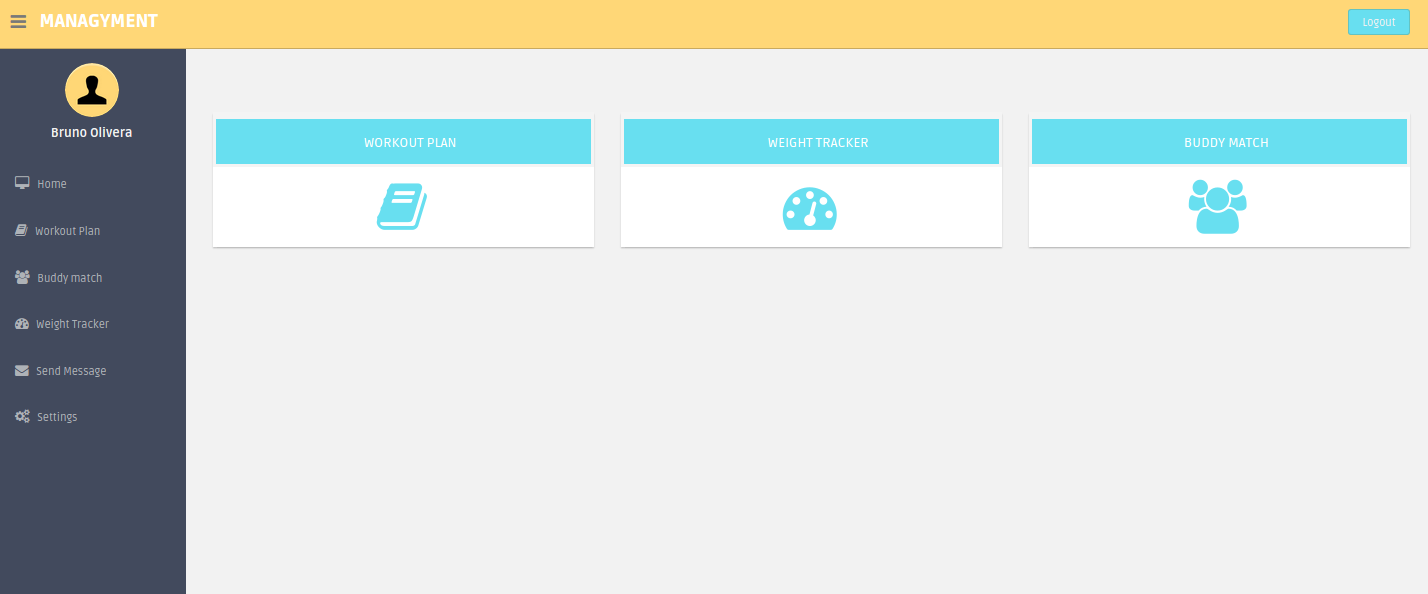 MANAGYMENT
Logout
Bruno Olivera
Home
Workout Plan
Buddy match
Weight Tracker
Send Message
Settings
WORKOUT PLAN
WEIGHT TRACKER
BUDDY MATCH